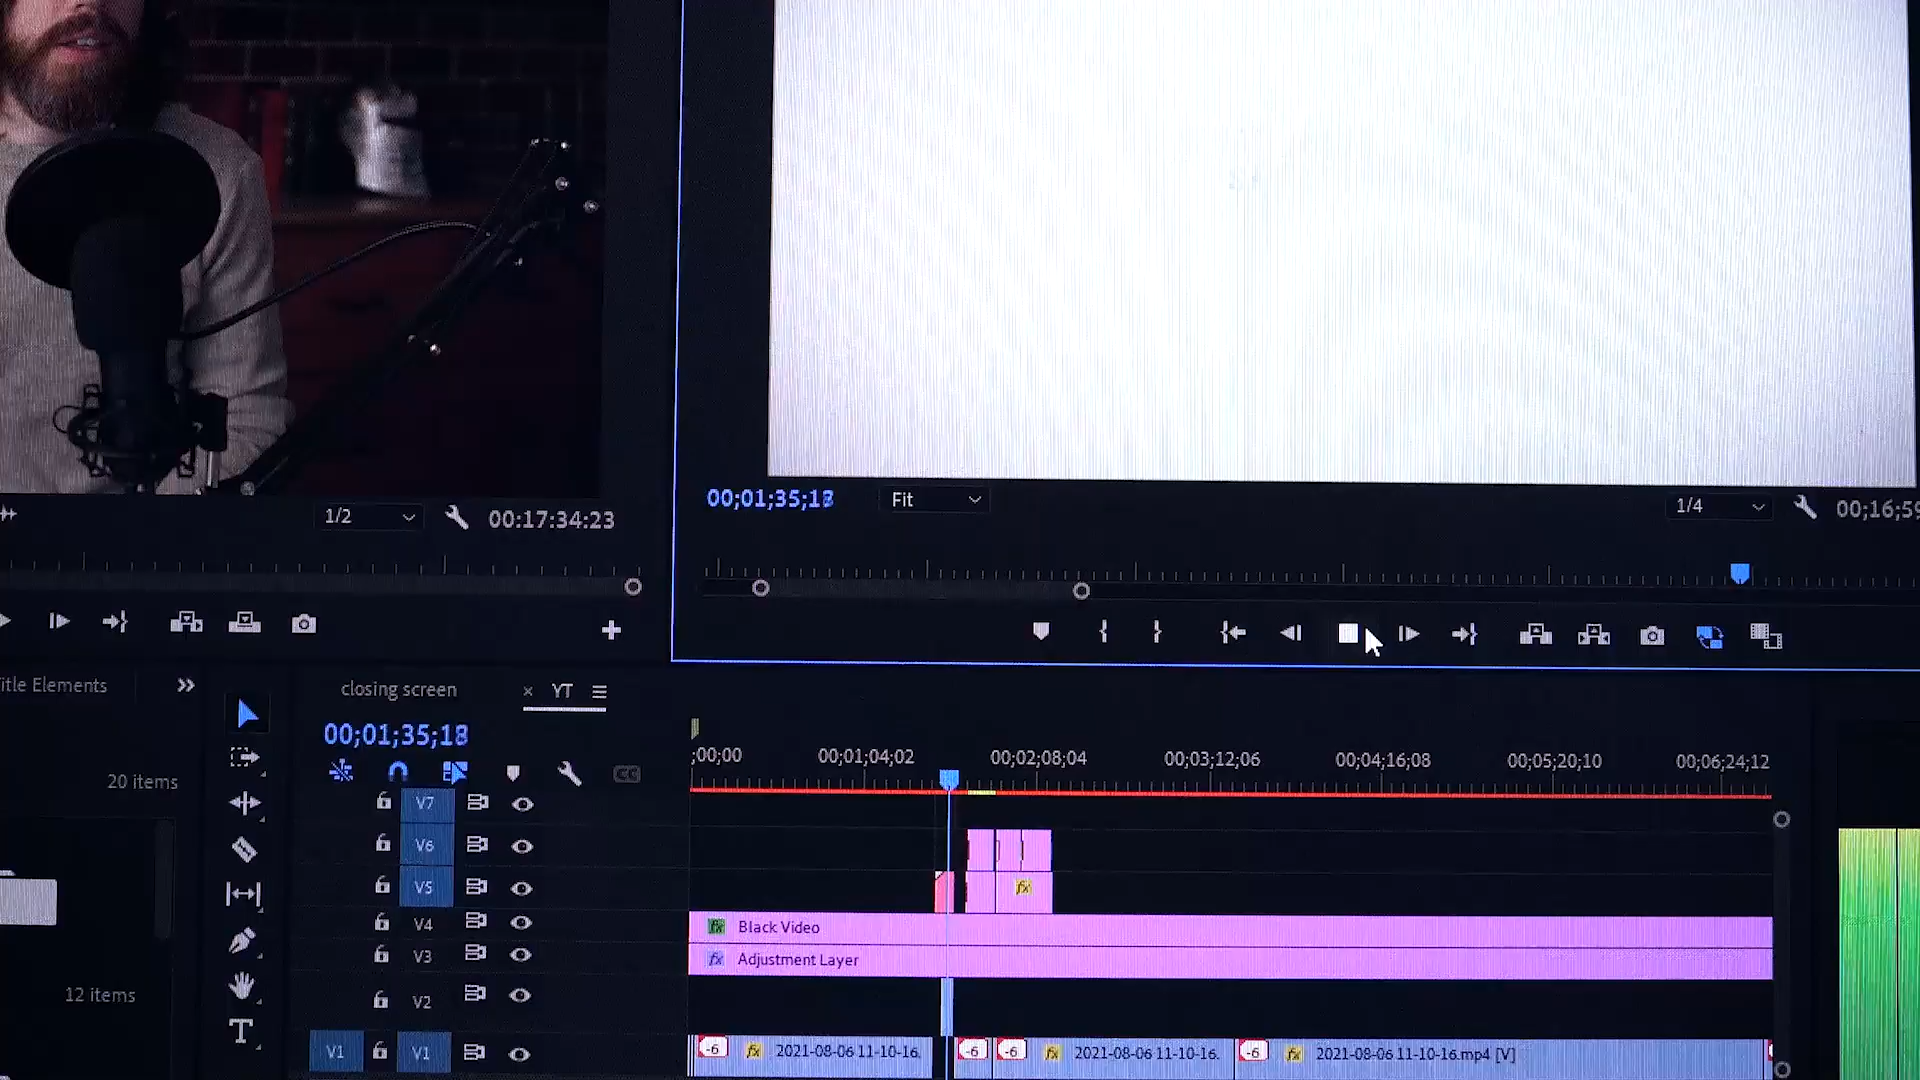 00;01;35;18
Fit
1/4
00;16;59
1/2
00:17:34:23
itle Elements
closing screen
× YT
00;01;35;18
;00;00
00;01;04;02
00;02;08;04
00;03;12;06
00;04;16;08
00;05;20;10
00;06;24;12
20 items
V7
V6
V5
V4
Black Video
V3
Adjustment Layer
12 items
V2
V1
V1
-6
fx
2021-08-06 11-10-16.
-6
-6
fx
2021-08-06 11-10-16.
-6
fx
2021-08-06 11-10-16.mp4 [V]